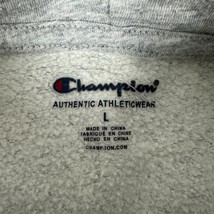 Champion
AUTHENTIC ATHLETICWEAR
L
MADE IN CHINA
FABRIQUÉ EN CHINE
HECHO EN CHINA
CHAMPION.COM